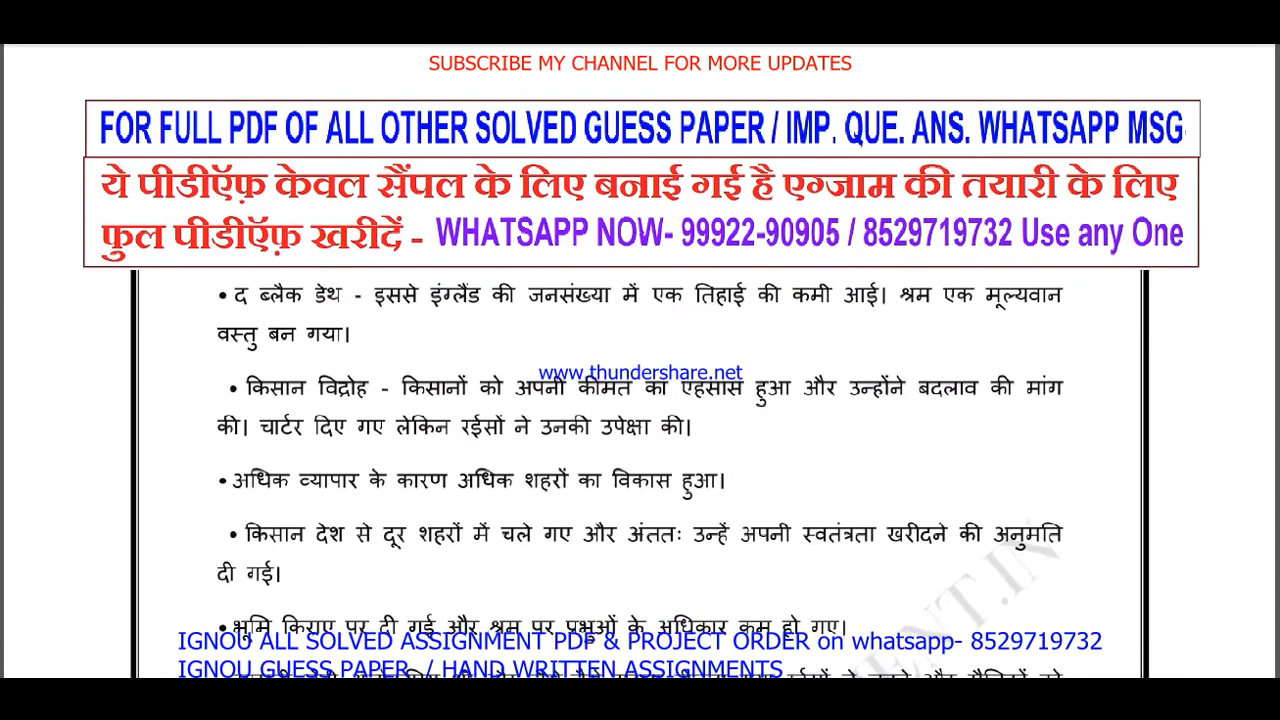 SUBSCRIBE MY CHANNEL FOR MORE UPDATES
FOR FULL PDF OF ALL OTHER SOLVED GUESS PAPER / IMP. QUE. ANS. WHATSAPP MSG
ये पीडीऍफ़ केवल सैंपल के लिए बनाई गई है एग्जाम की तयारी के लिए
फुल पीडीऍफ़ खरीदें - WHATSAPP NOW- 99922-90905 / 8529719732 Use any One
• द ब्लैक डेथ - इससे इंग्लैंड की जनसंख्या में एक तिहाई की कमी आई। श्रम एक मूल्यवान
वस्तु बन गया।
www.thundershare.net
• किसान विद्रोह - किसानों को अपनी कीमत का एहसास हुआ और उन्होंने बदलाव की मांग
की। चार्टर दिए गए लेकिन रईसों ने उनकी उपेक्षा की।
• अधिक व्यापार के कारण अधिक शहरों का विकास हुआ।
• किसान देश से दूर शहरों में चले गए और अंततः उन्हें अपनी स्वतंत्रता खरीदने की अनुमति
दी गई।
• भूमि किराए पर दी गई और श्रम पर प्रभुओं के अधिकार कम हो गए।
IGNOU ALL SOLVED ASSIGNMENT PDF & PROJECT ORDER on whatsapp- 8529719732
IGNOU GUESS PAPER / HAND WRITTEN ASSIGNMENTS